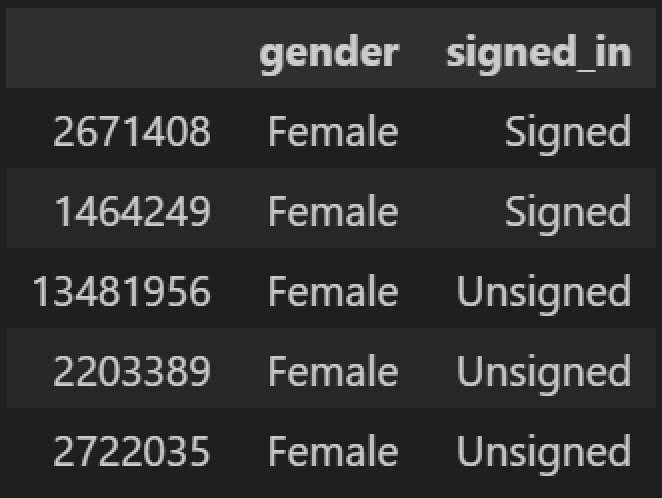 gender signed_in
2671408 Female Signed
1464249 Female Signed
13481956 Female Unsigned
2203389 Female Unsigned
2722035 Female Unsigned